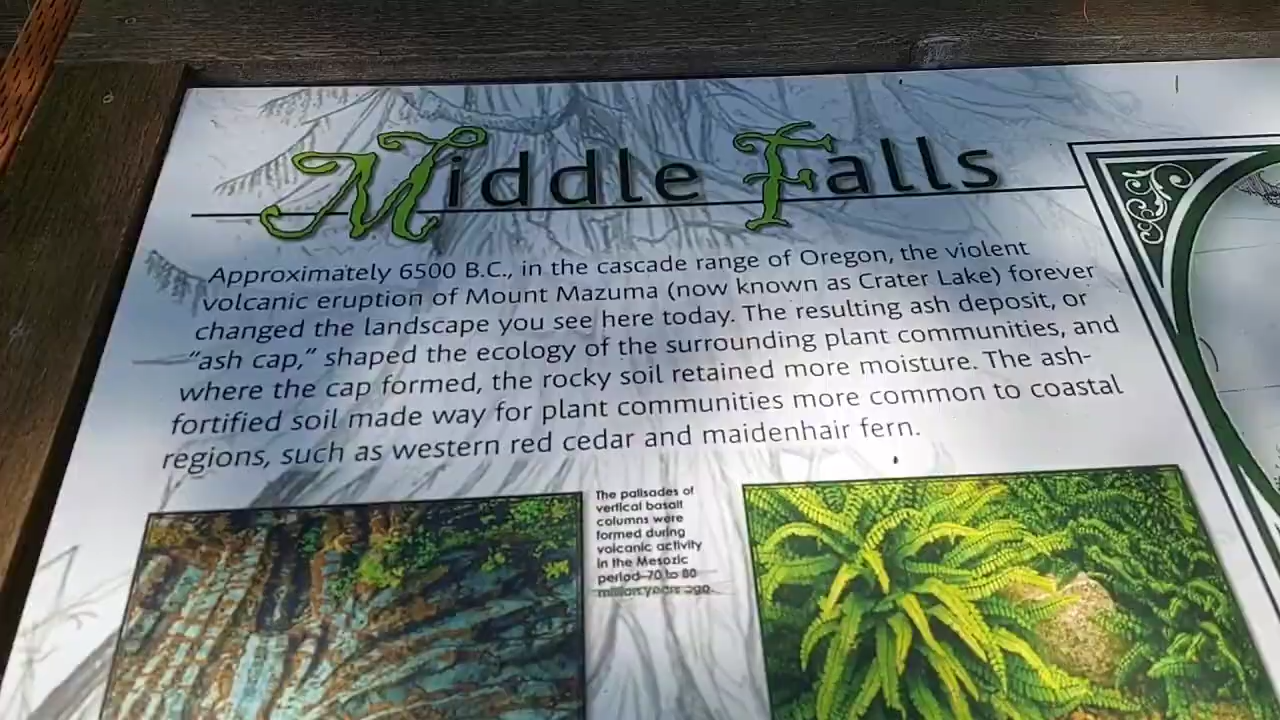 Middle Falls
Approximately 6500 B.C., in the cascade range of Oregon, the violent
volcanic eruption of Mount Mazuma (now known as Crater Lake) forever
changed the landscape you see here today. The resulting ash deposit, or
“ash cap,” shaped the ecology of the surrounding plant communities, and
where the cap formed, the rocky soil retained more moisture. The ash-
fortified soil made way for plant communities more common to coastal
regions, such as western red cedar and maidenhair fern.
The palisades of
vertical basalt
columns were
formed during
volcanic activity
in the Mesozic
period–70 to 80
million years ago.